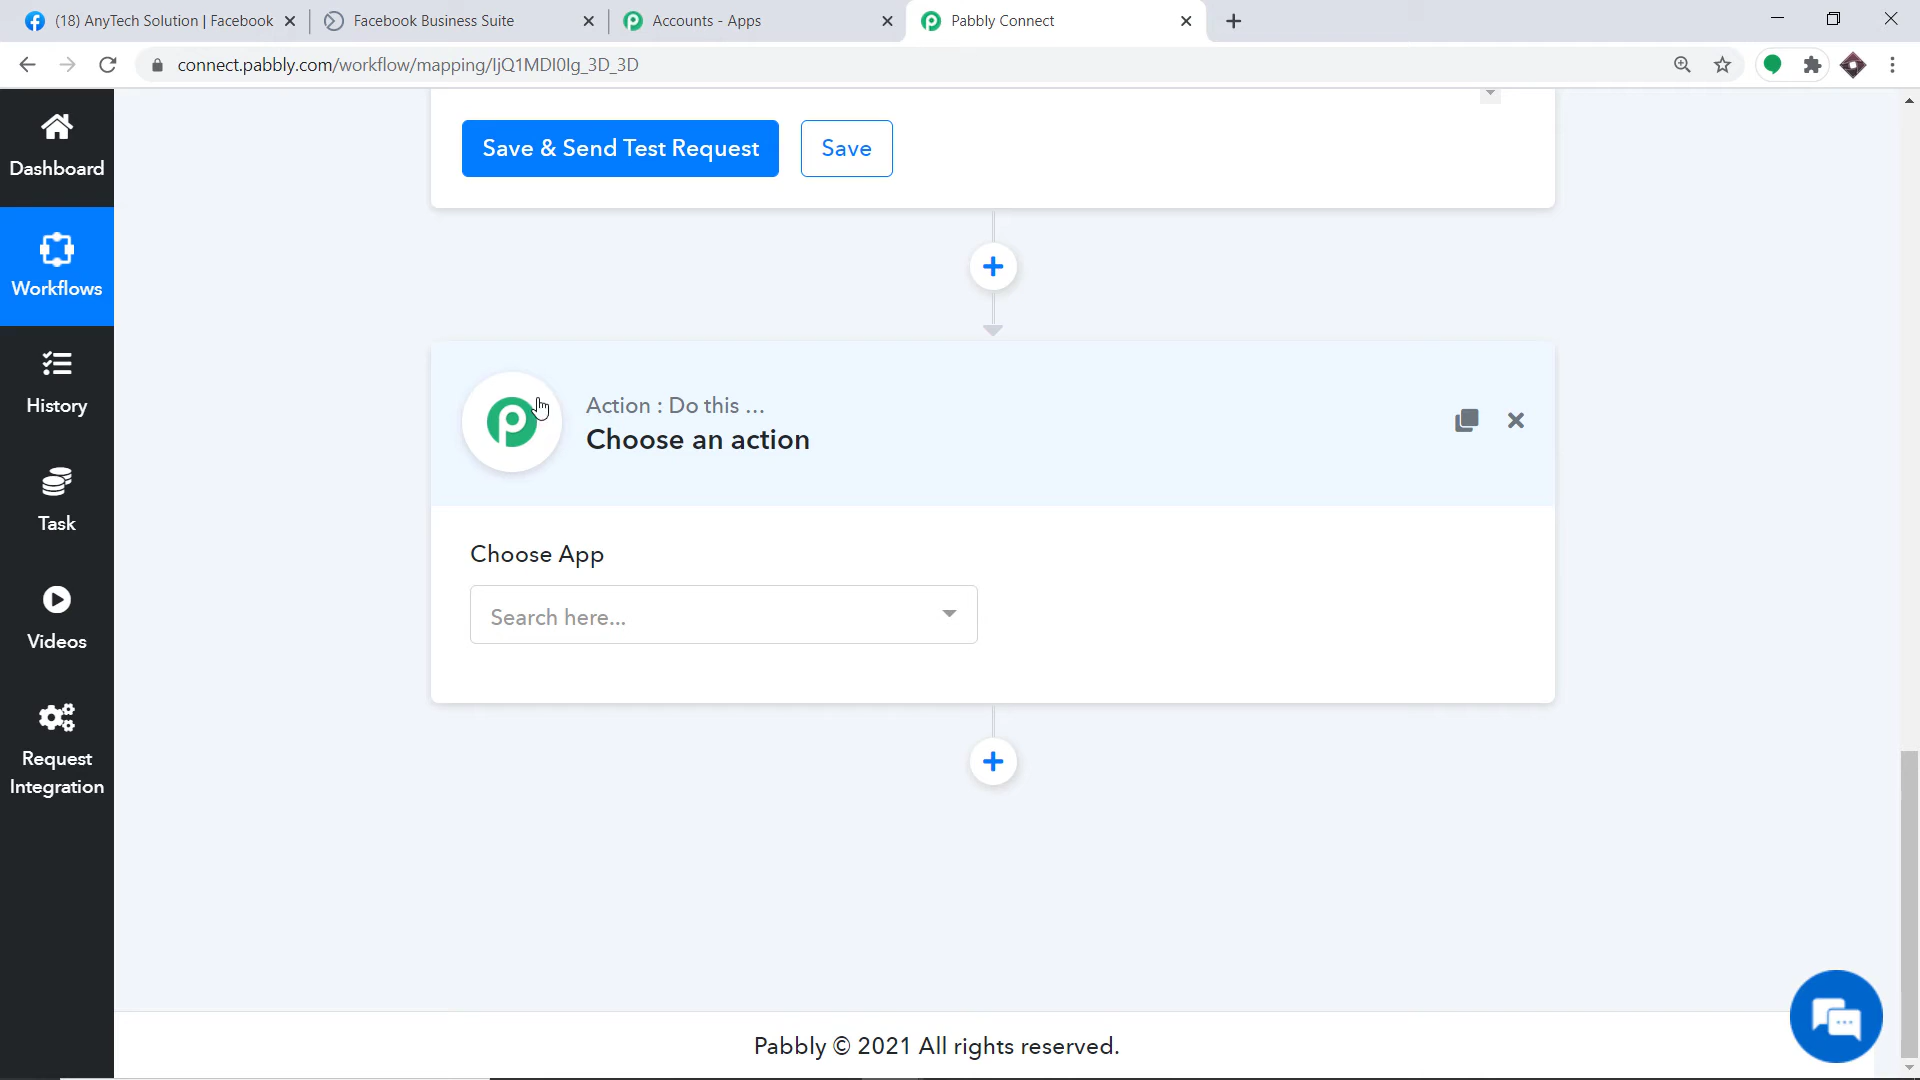 (18) AnyTech Solution | Facebook
Facebook Business Suite
Accounts - Apps
Pabbly Connect
connect.pabbly.com/workflow/mapping/IjQ1MDI0Ig_3D_3D
Dashboard
Workflows
History
Task
Videos
Request
Integration
Save & Send Test Request
Save
Action : Do this ...
Choose an action
Choose App
Search here...
Pabbly © 2021 All rights reserved.